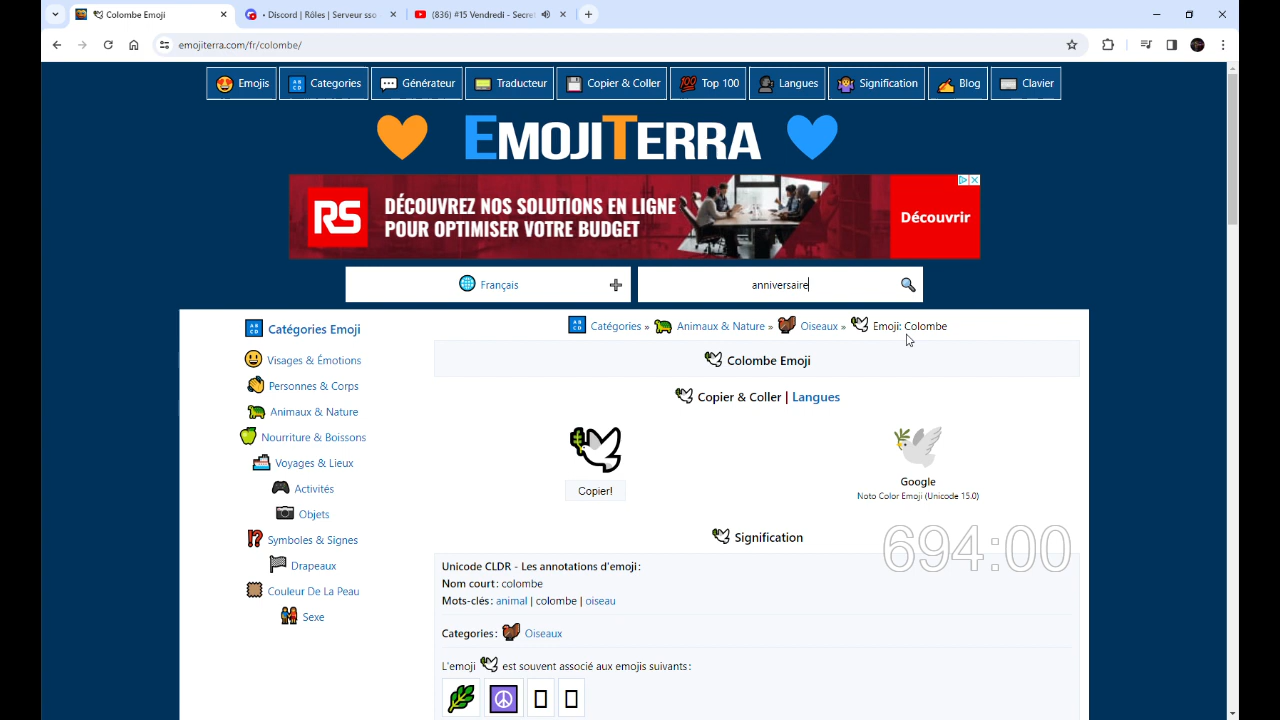 Colombe Emoji
• Discord | Rôles | Serveur sso
(836) #15 Vendredi - Secret
emojiterra.com/fr/colombe/
Emojis
Categories
Générateur
Traducteur
Copier & Coller
Top 100
Langues
Signification
Blog
Clavier
EMOJITERRA
RS
DÉCOUVREZ NOS SOLUTIONS EN LIGNE
POUR OPTIMISER VOTRE BUDGET
Découvrir
Français
anniversaire
Catégories Emoji
Visages & Émotions
Personnes & Corps
Animaux & Nature
Nourriture & Boissons
Voyages & Lieux
Activités
Objets
Symboles & Signes
Drapeaux
Couleur De La Peau
Sexe
Catégories » Animaux & Nature » Oiseaux » Emoji: Colombe
Colombe Emoji
Copier & Coller | Langues
Copier!
Google
Noto Color Emoji (Unicode 15.0)
Signification
694:00
Unicode CLDR - Les annotations d'emoji:
Nom court: colombe
Mots-clés: animal | colombe | oiseau
Categories: Oiseaux
L'emoji est souvent associé aux emojis suivants: